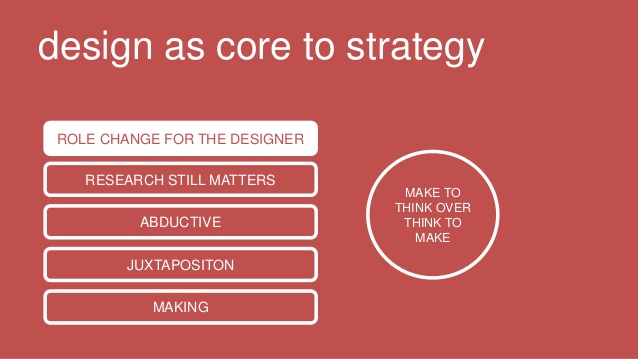 design as core to strategy
ROLE CHANGE FOR THE DESIGNER
RESEARCH STILL MATTERS
ABDUCTIVE
JUXTAPOSITON
MAKING
MAKE TO
THINK OVER
THINK TO
MAKE